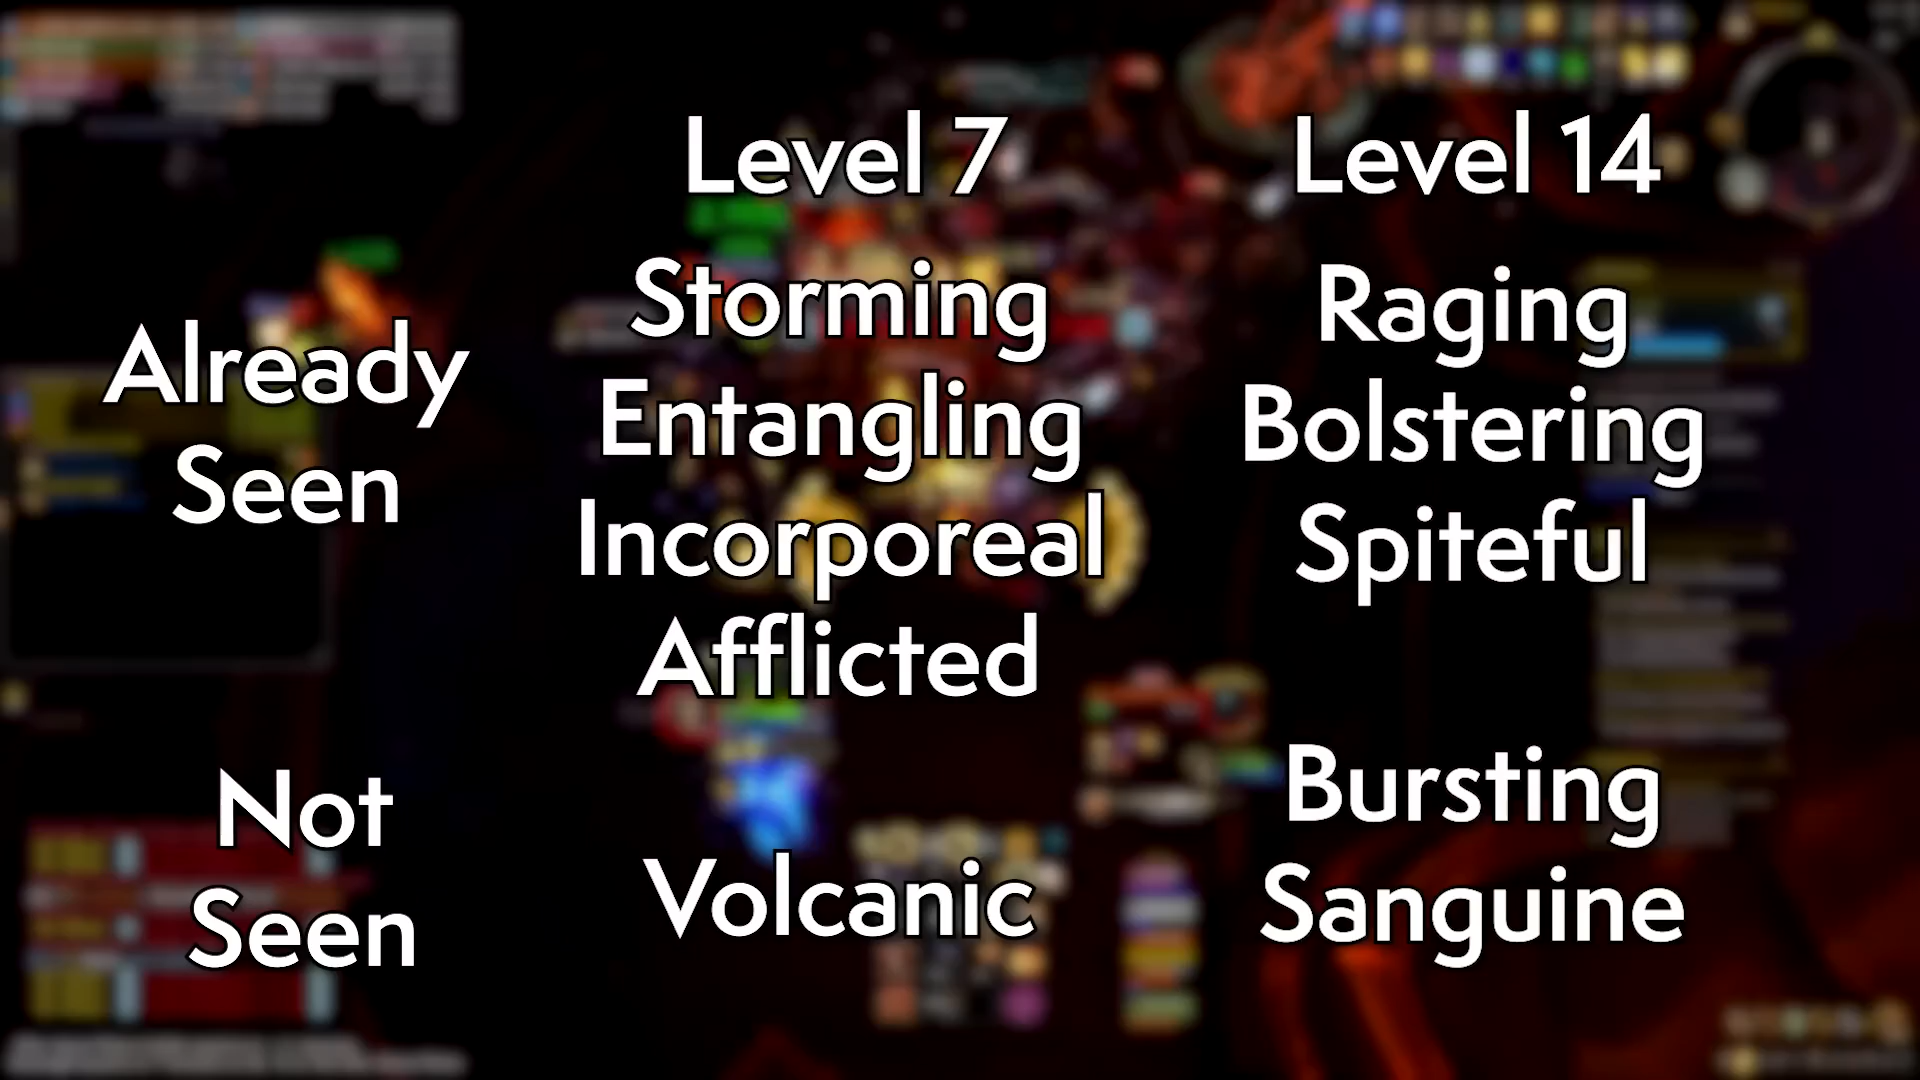 Level 7
Level 14
Already
Seen
Storming
Entangling
Incorporeal
Afflicted
Raging
Bolstering
Spiteful
Not
Seen
Volcanic
Bursting
Sanguine